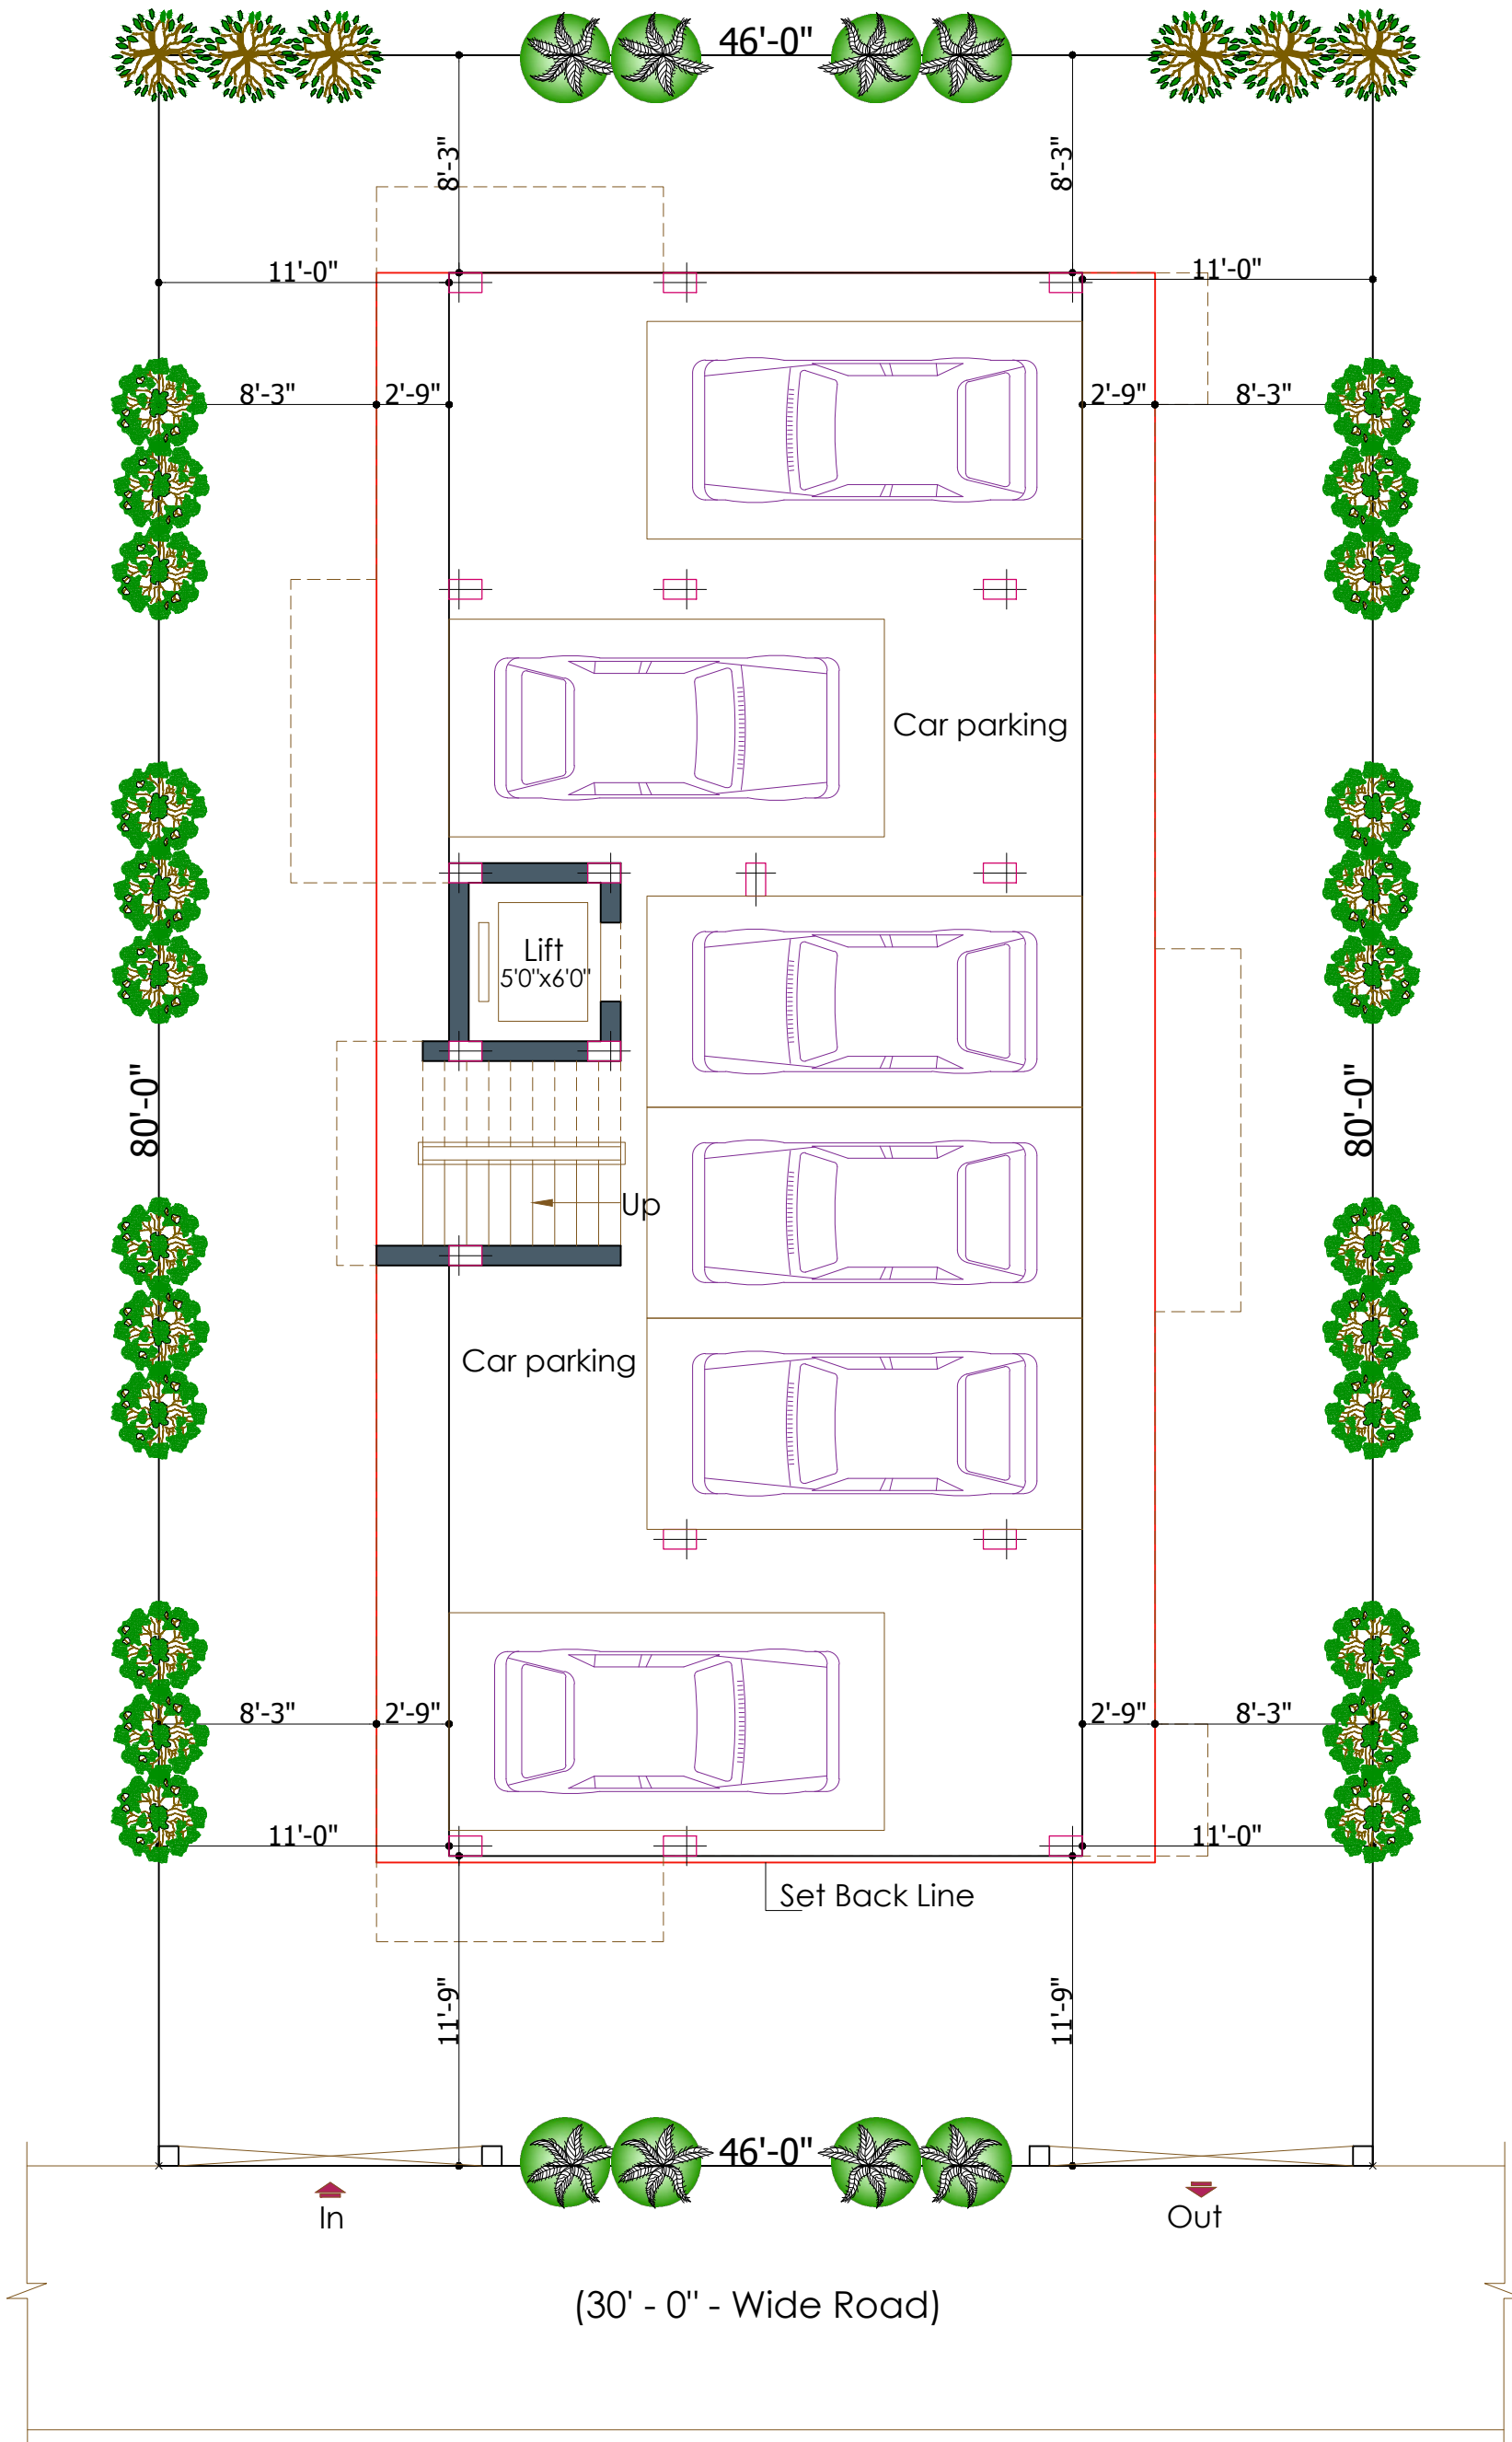 46'-0"
8'-3"
8'-3"
11'-0"
11'-0"
8'-3"
2'-9"
2'-9"
8'-3"
Car parking
Lift
5'0"x6'0"
80'-0"
80'-0"
Up
Car parking
8'-3"
2'-9"
2'-9"
8'-3"
11'-0"
11'-0"
Set Back Line
11'-9"
11'-9"
46'-0"
In
Out
(30' - 0" - Wide Road)